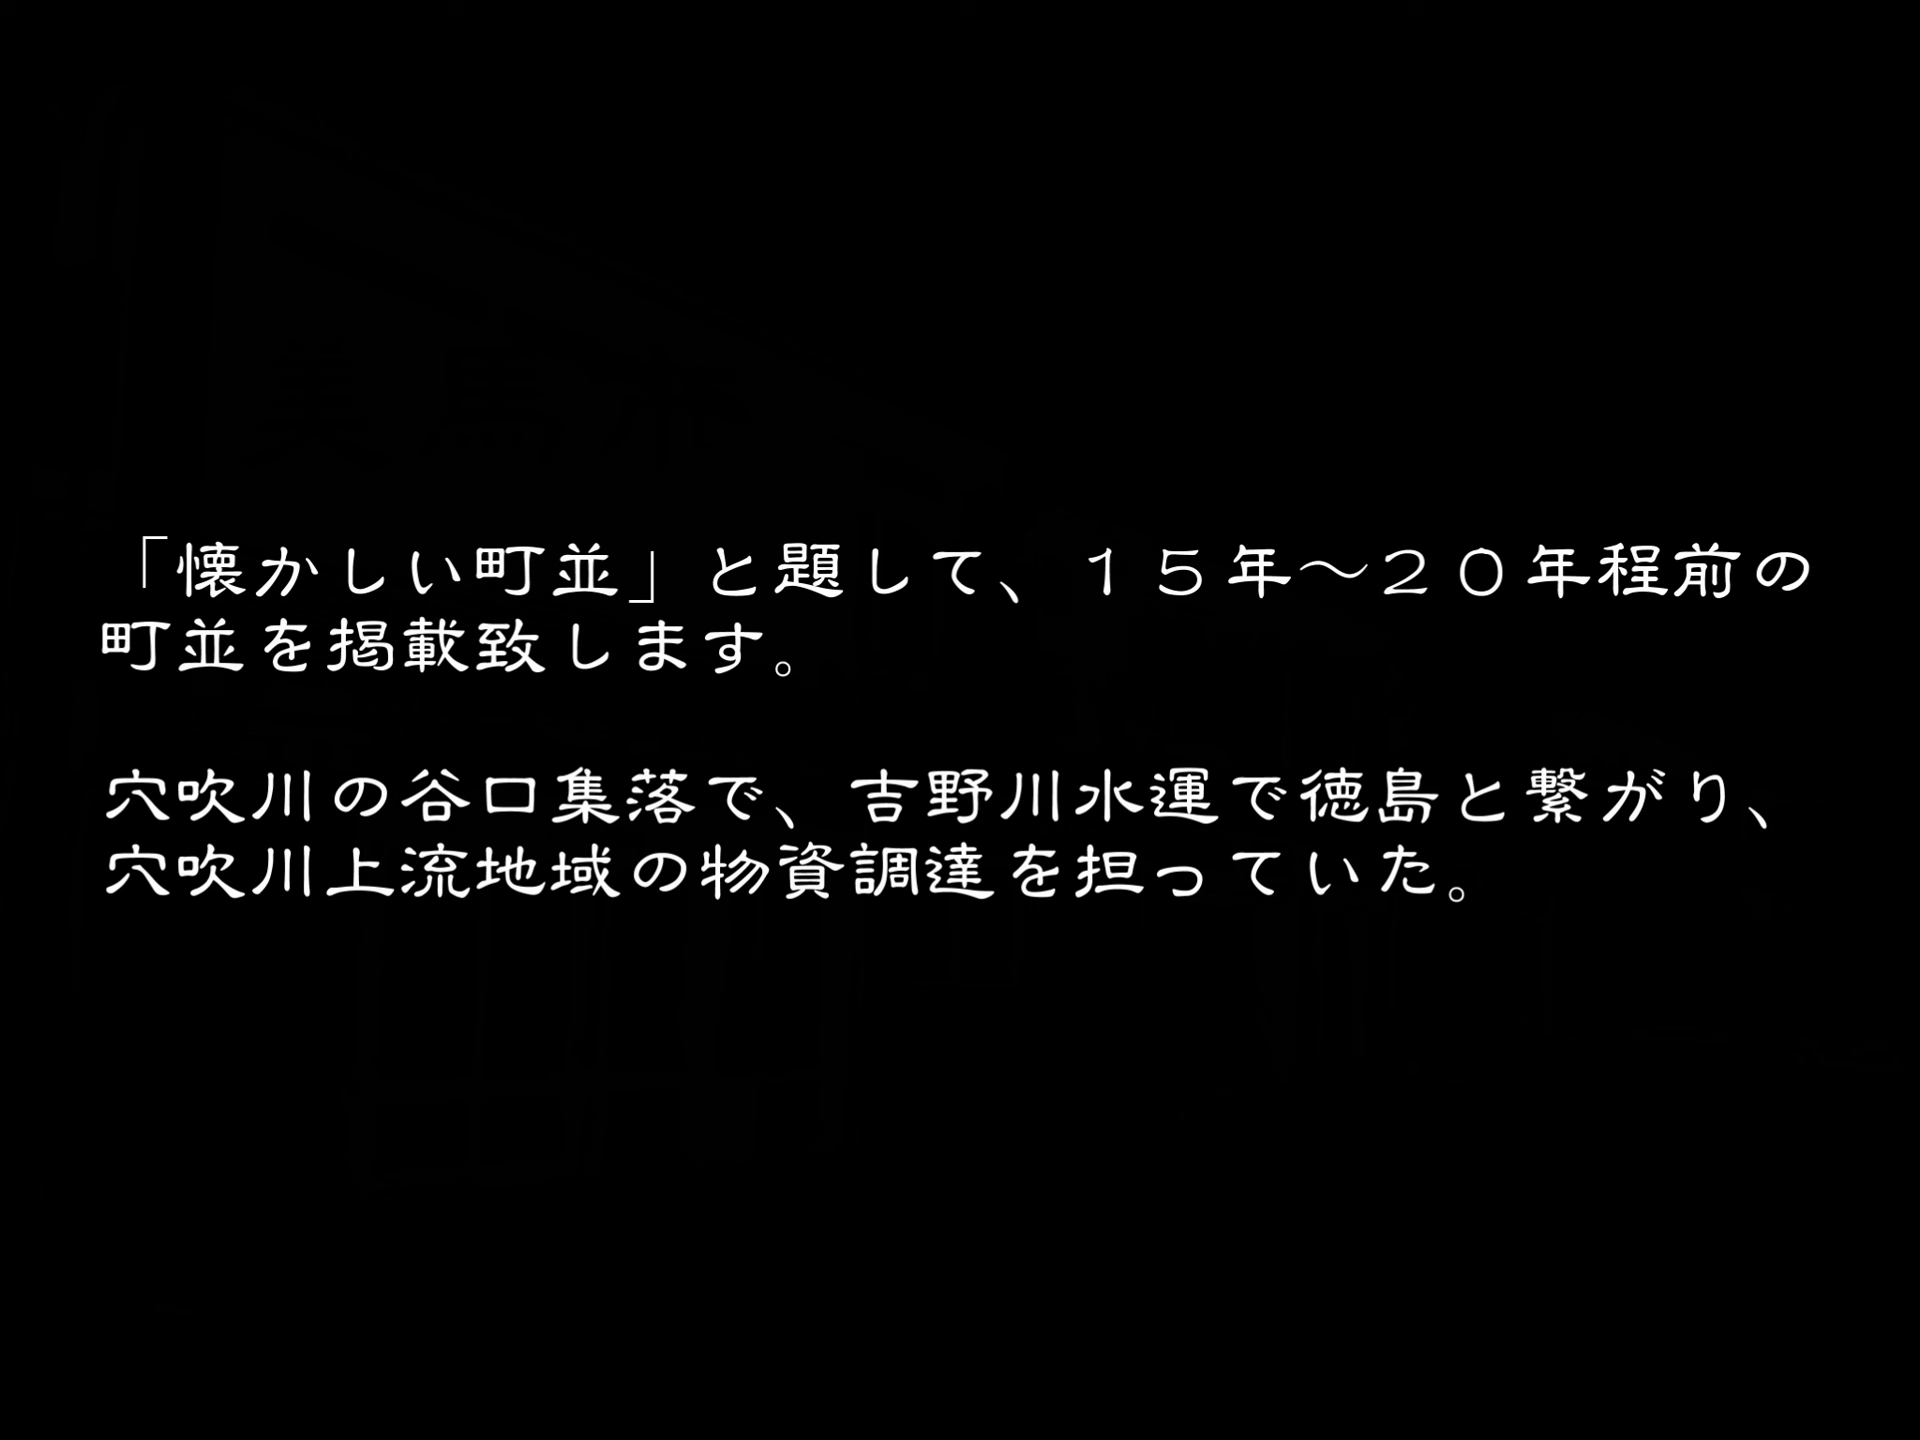 「懐かしい町並」と題して、１５年～２０年程前の
町並を掲載致します。
穴吹川の谷口集落で、吉野川水運で徳島と繋がり、
穴吹川上流地域の物資調達を担っていた。